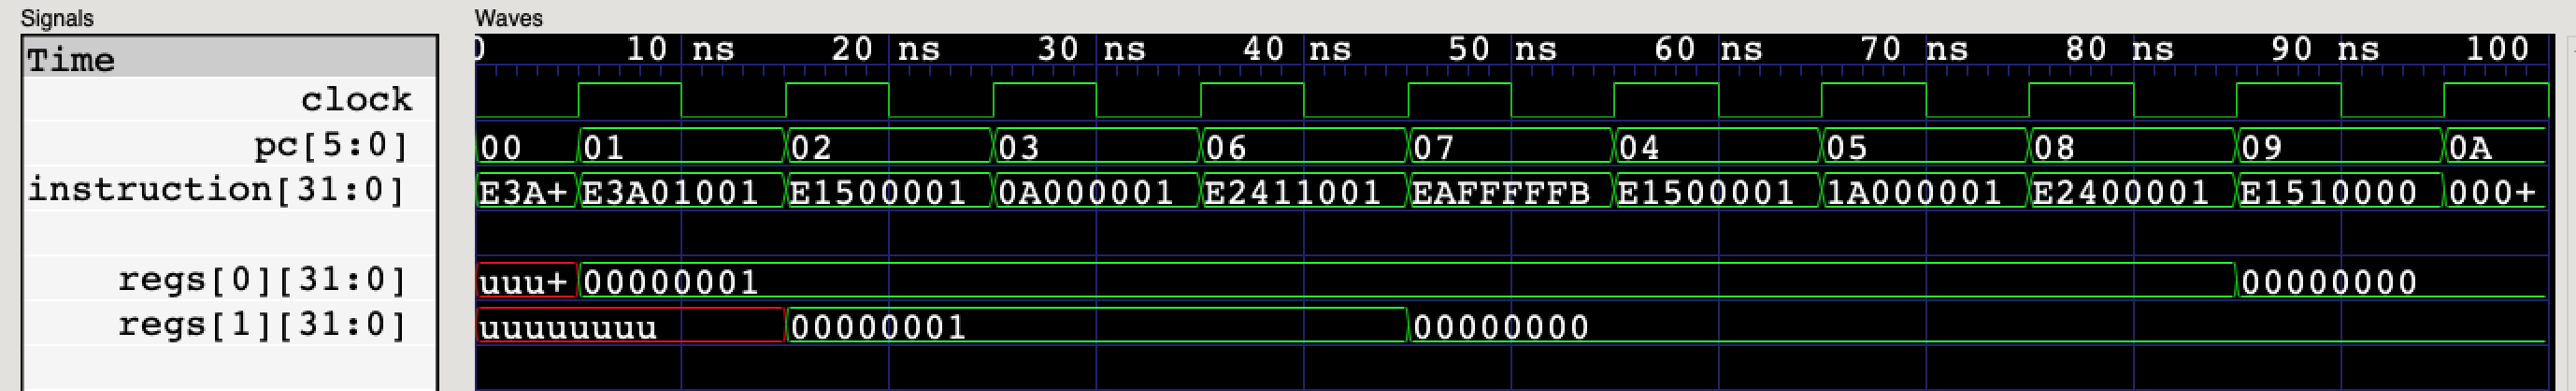 Signals Waves
Time 0 10 ns 20 ns 30 ns 40 ns 50 ns 60 ns 70 ns 80 ns 90 ns 100
clock
pc[5:0] 00 01 02 03 06 07 04 05 08 09 0A
instruction[31:0] E3A+ E3A01001 E1500001 0A000001 E2411001 EAFFFFFB E1500001 1A000001 E2400001 E1510000 000+
regs[0][31:0] uuu+ 00000001 00000000
regs[1][31:0] uuuuuuuu 00000001 00000000